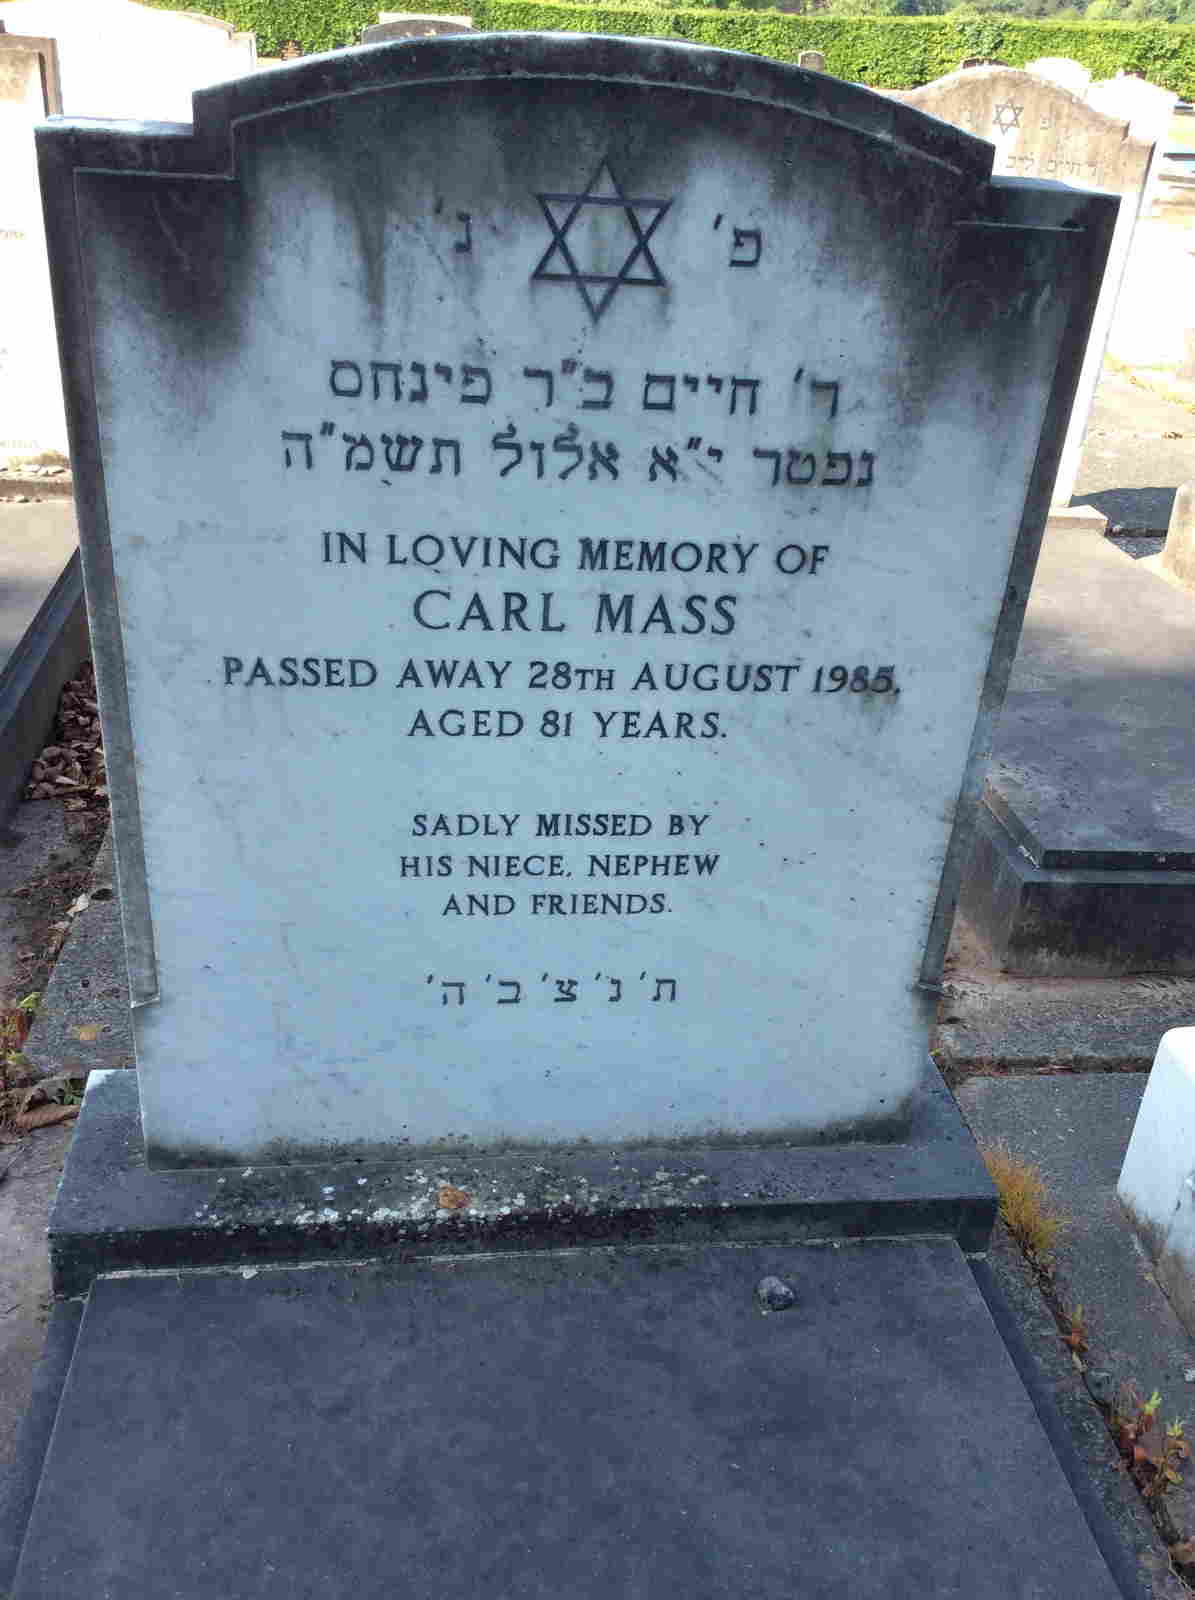 פ' נ'
ר' חיים ב"ר פינחס
נפטר י"א אלול תשמ"ה
IN LOVING MEMORY OF
CARL MASS
PASSED AWAY 28TH AUGUST 1985,
AGED 81 YEARS.
SADLY MISSED BY
HIS NIECE, NEPHEW
AND FRIENDS.
ת' נ' צ' ב' ה'